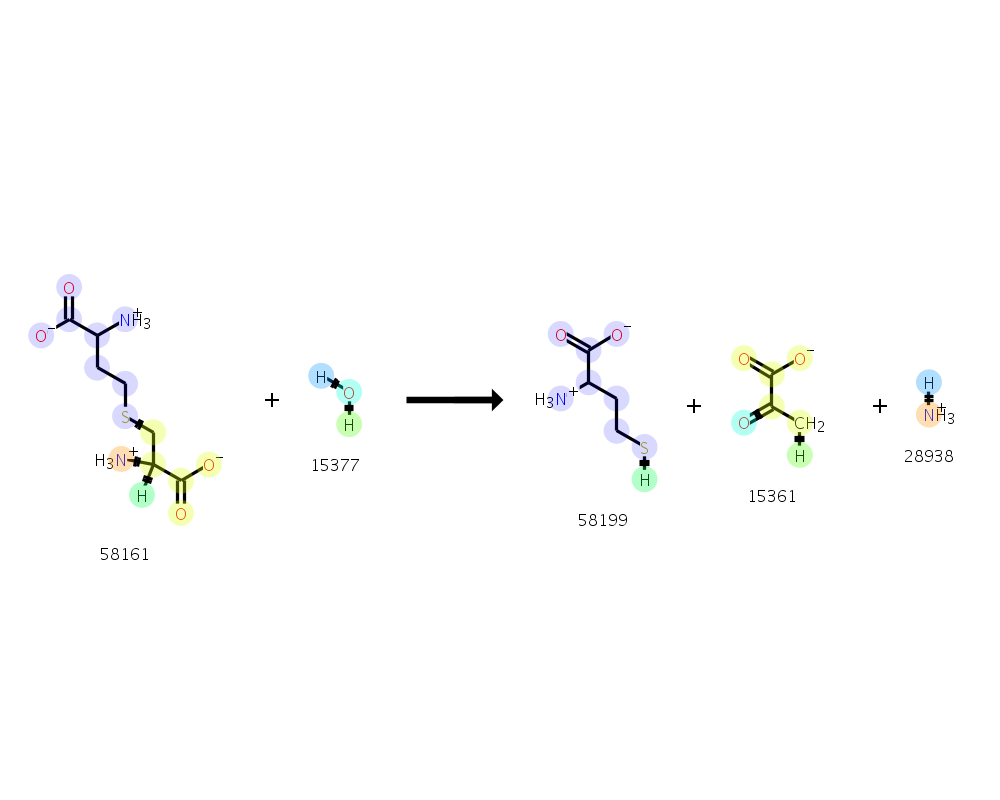 O
O⁻
NH₃⁺
S
H₃N⁺
O⁻
H
O
58161
+
H
O
H
15377
+
O
O⁻
H₃N⁺
S
H
58199
+
O
O⁻
O
CH₂
H
15361
+
H
NH₃⁺
28938